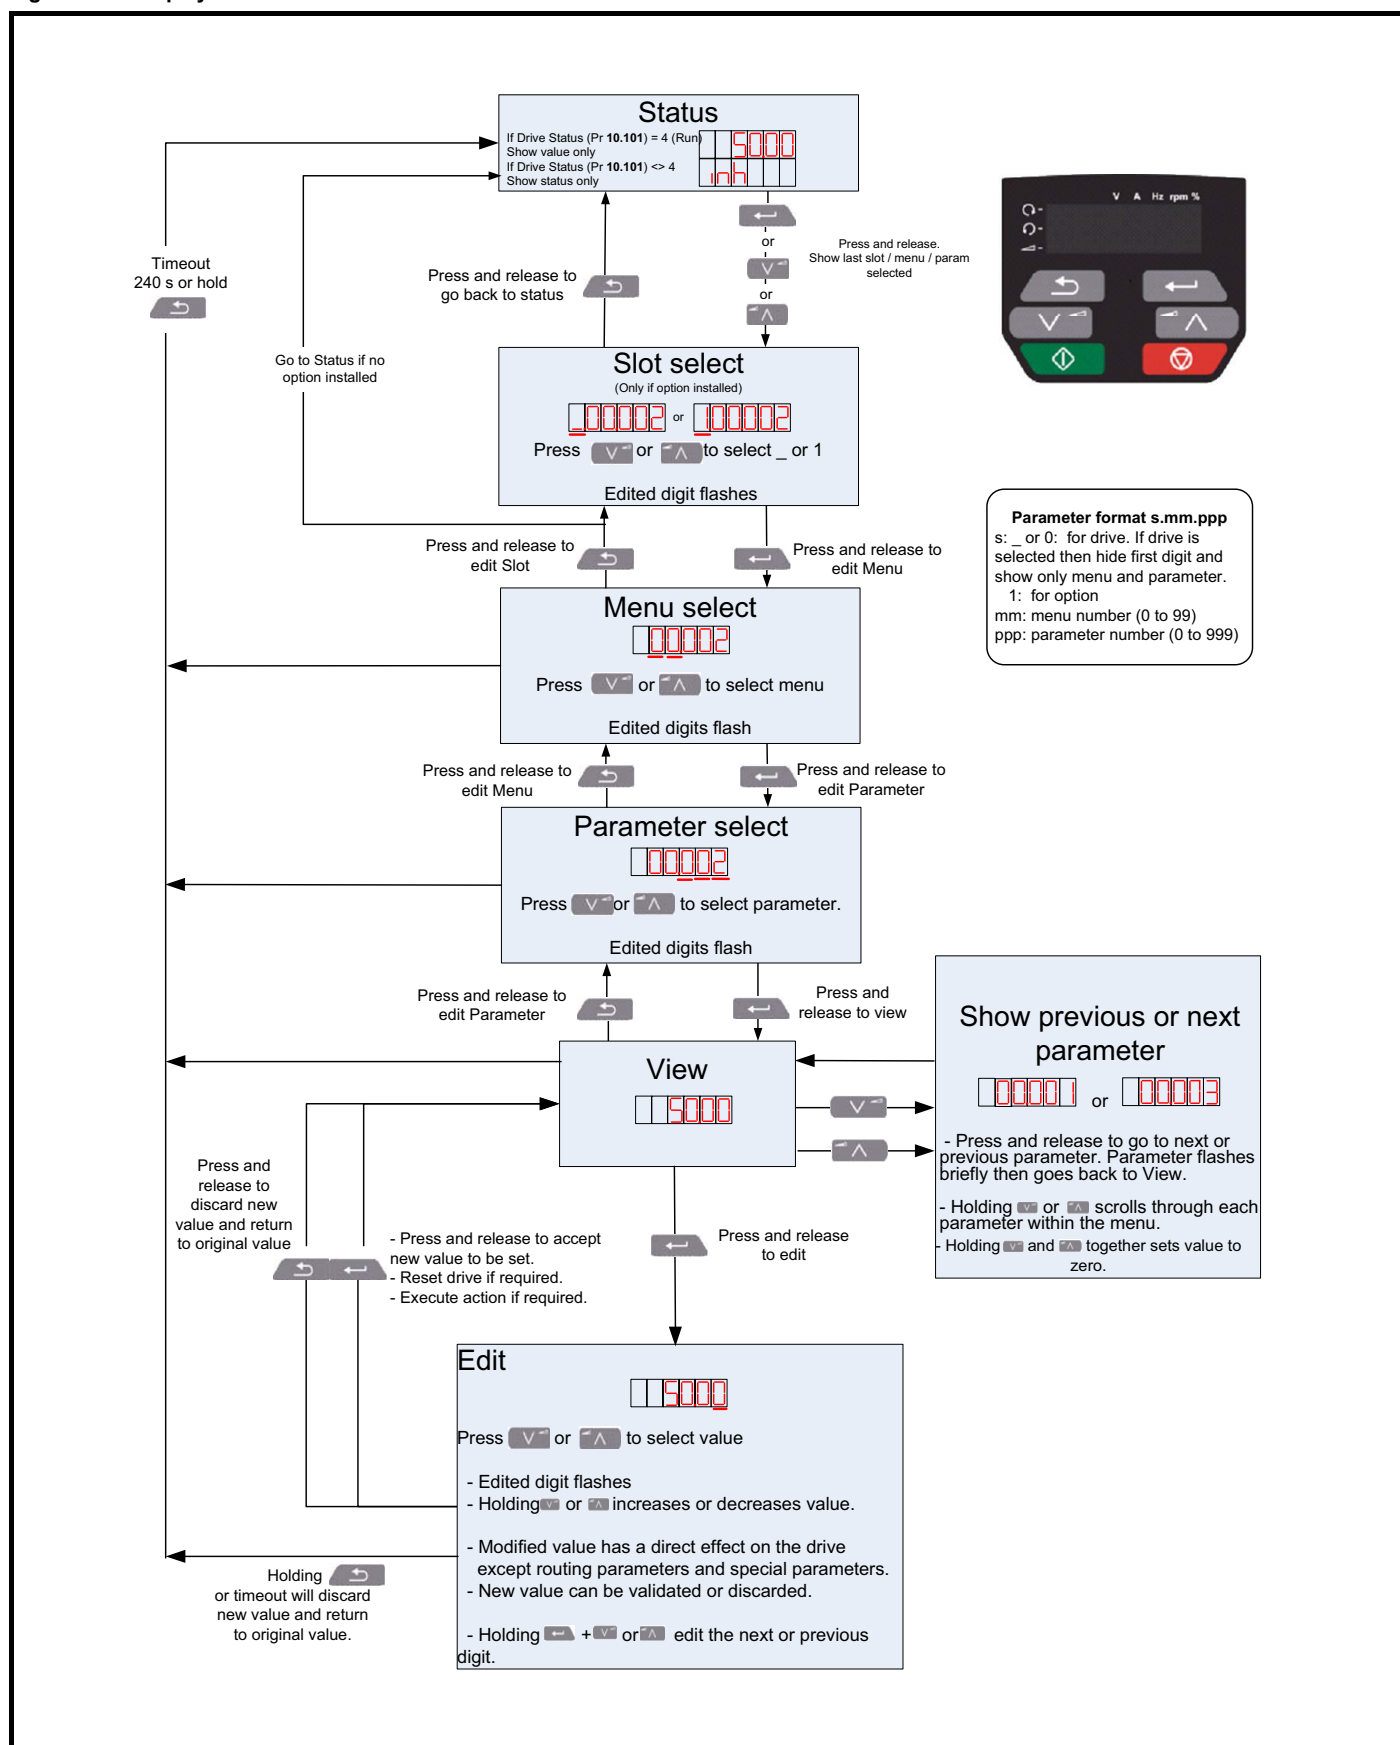 Status
If Drive Status (Pr 10.101) = 4 (Run)
Show value only
If Drive Status (Pr 10.101) <> 4
Show status only
50.00
inh
V A Hz rpm %
Timeout
240 s or hold
Press and release to
go back to status
or
or
Press and release.
Show last slot / menu / param
selected
Go to Status if no
option installed
Slot select
(Only if option installed)
_00002 or 100002
Press or to select _ or 1
Edited digit flashes
Parameter format s.mm.ppp
s: _ or 0: for drive. If drive is
selected then hide first digit and
show only menu and parameter.
1: for option
mm: menu number (0 to 99)
ppp: parameter number (0 to 999)
Press and release to
edit Slot
Press and release to
edit Menu
Menu select
00002
Press or to select menu
Edited digits flash
Press and release to
edit Menu
Press and release to
edit Parameter
Parameter select
00002
Press or to select parameter.
Edited digits flash
Press and release to
edit Parameter
Press and
release to view
View
5000
Show previous or next
parameter
00001 or 00003
- Press and release to go to next or
previous parameter. Parameter flashes
briefly then goes back to View.
- Holding or scrolls through each
parameter within the menu.
- Holding and together sets value to
zero.
Press and
release to
discard new
value and return
to original value
- Press and release to accept
new value to be set.
- Reset drive if required.
- Execute action if required.
Press and release
to edit
Edit
5000
Press or to select value
- Edited digit flashes
- Holding or increases or decreases value.
- Modified value has a direct effect on the drive
except routing parameters and special parameters.
- New value can be validated or discarded.
- Holding + or edit the next or previous
digit.
Holding
or timeout will discard
new value and return
to original value.